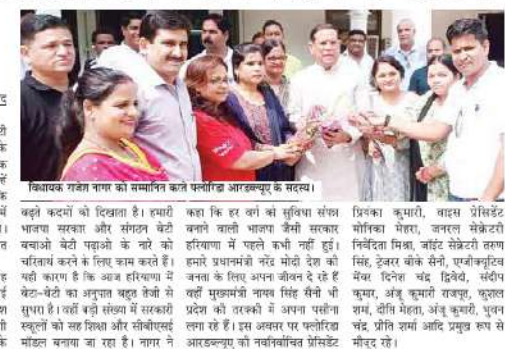 विधायक राजेश नागर को सम्मानित करते फ्लोरिडा आरडब्ल्यूए के सदस्य।
बढ़ते कदमों को दिखाता है। हमारी
भाजपा सरकार और संगठन बेटी
बचाओ बेटी पढ़ाओ के नारे को
चरितार्थ करने के लिए काम करते हैं।
यही कारण है कि आज हरियाणा में
बेटा-बेटी का अनुपात बहुत तेजी से
सुधरा है। वहीं बड़ी संख्या में सरकारी
स्कूलों को सह शिक्षा और सीबीएसई
मॉडल बनाया जा रहा है। नागर ने
कहा कि हर वर्ग को सुविधा संपन्न
बनाने वाली भाजपा जैसी सरकार
हरियाणा में पहले कभी नहीं हुई।
हमारे प्रधानमंत्री नरेंद्र मोदी देश की
जनता के लिए अपना जीवन दे रहे हैं
वहीं मुख्यमंत्री नायब सिंह सैनी भी
प्रदेश की तरक्की में अपना पसीना
लगा रहे हैं। इस अवसर पर फ्लोरिडा
आरडब्ल्यूए की नवनिर्वाचित प्रेसिडेंट
प्रियंका कुमारी, वाइस प्रेसिडेंट
मोनिका मेहरा, जनरल सेक्रेटरी
निवेदिता मिश्रा, जॉइंट सेक्रेटरी तरुण
सिंह, ट्रेजरर वीके सैनी, एग्जीक्यूटिव
मेंबर दिनेश चंद्र द्विवेदी, संदीप
कुमार, अंजू कुमारी राजपूत, कुशल
शर्मा, दीप्ति मेहता, अंजू कुमारी, भुवन
चंद्र, प्रीति शर्मा आदि प्रमुख रूप से
मौजूद रहे।